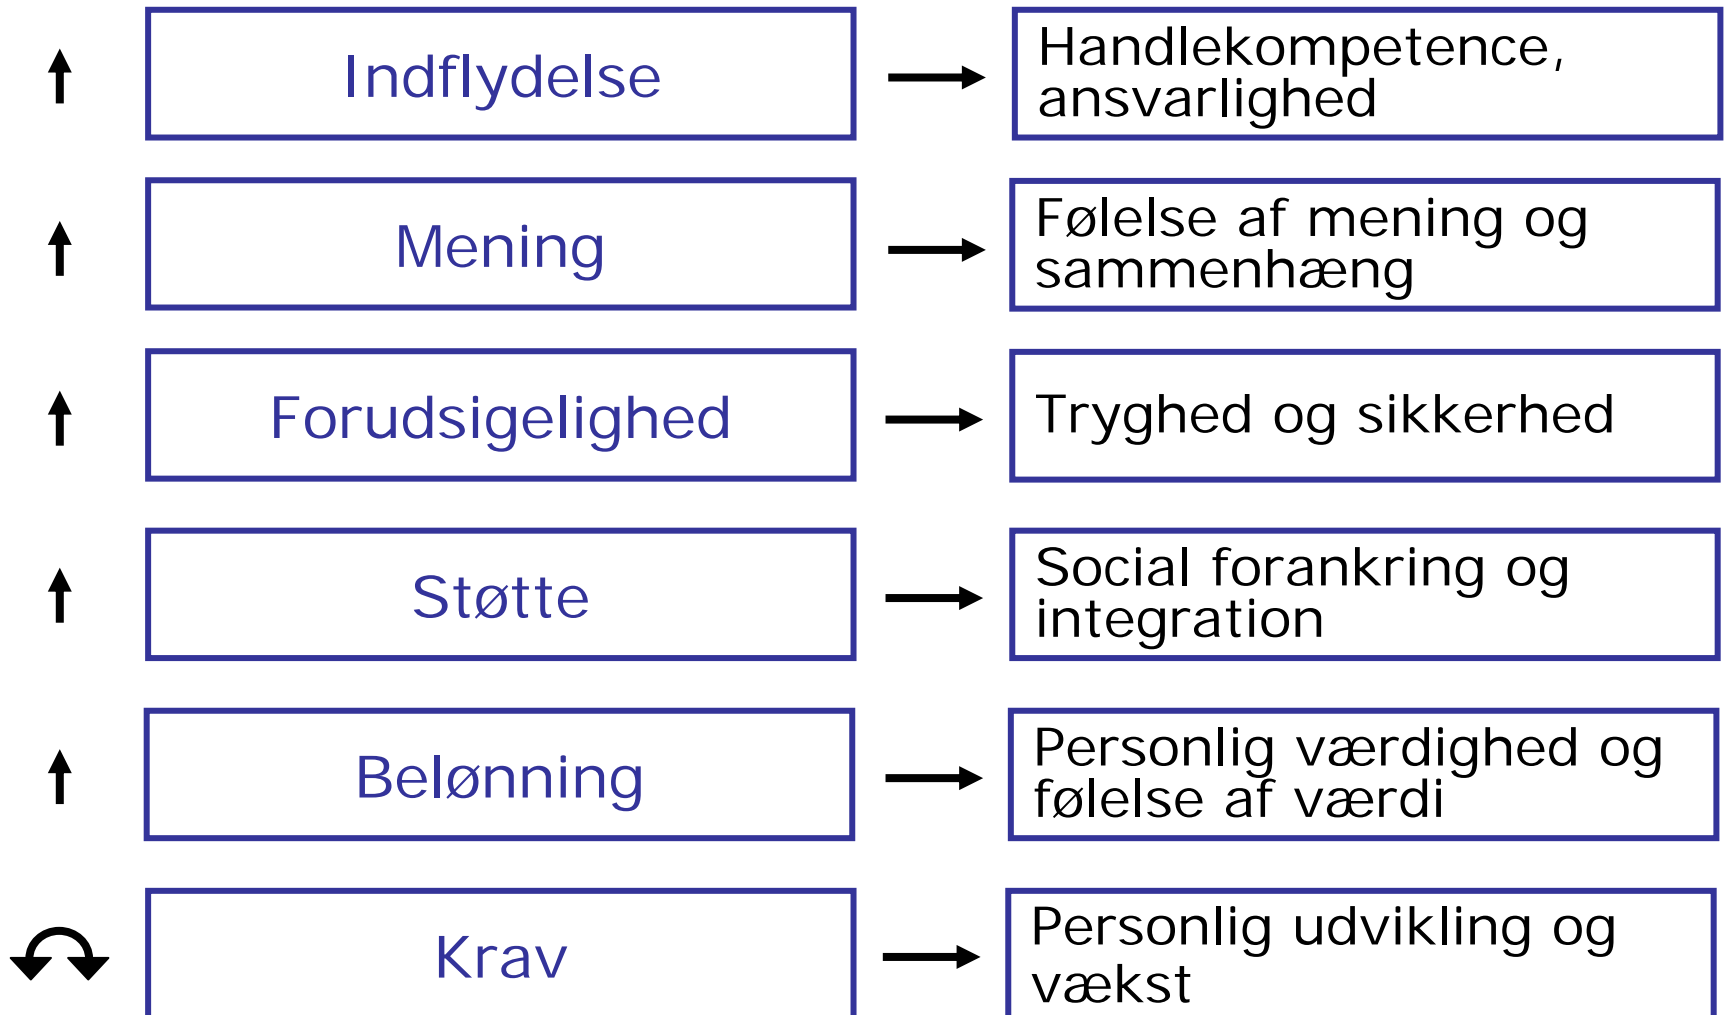 Indflydelse
Handlekompetence,
ansvarlighed
Mening
Følelse af mening og
sammenhæng
Forudsigelighed
Tryghed og sikkerhed
Støtte
Social forankring og
integration
Belønning
Personlig værdighed og
følelse af værdi
Krav
Personlig udvikling og
vækst